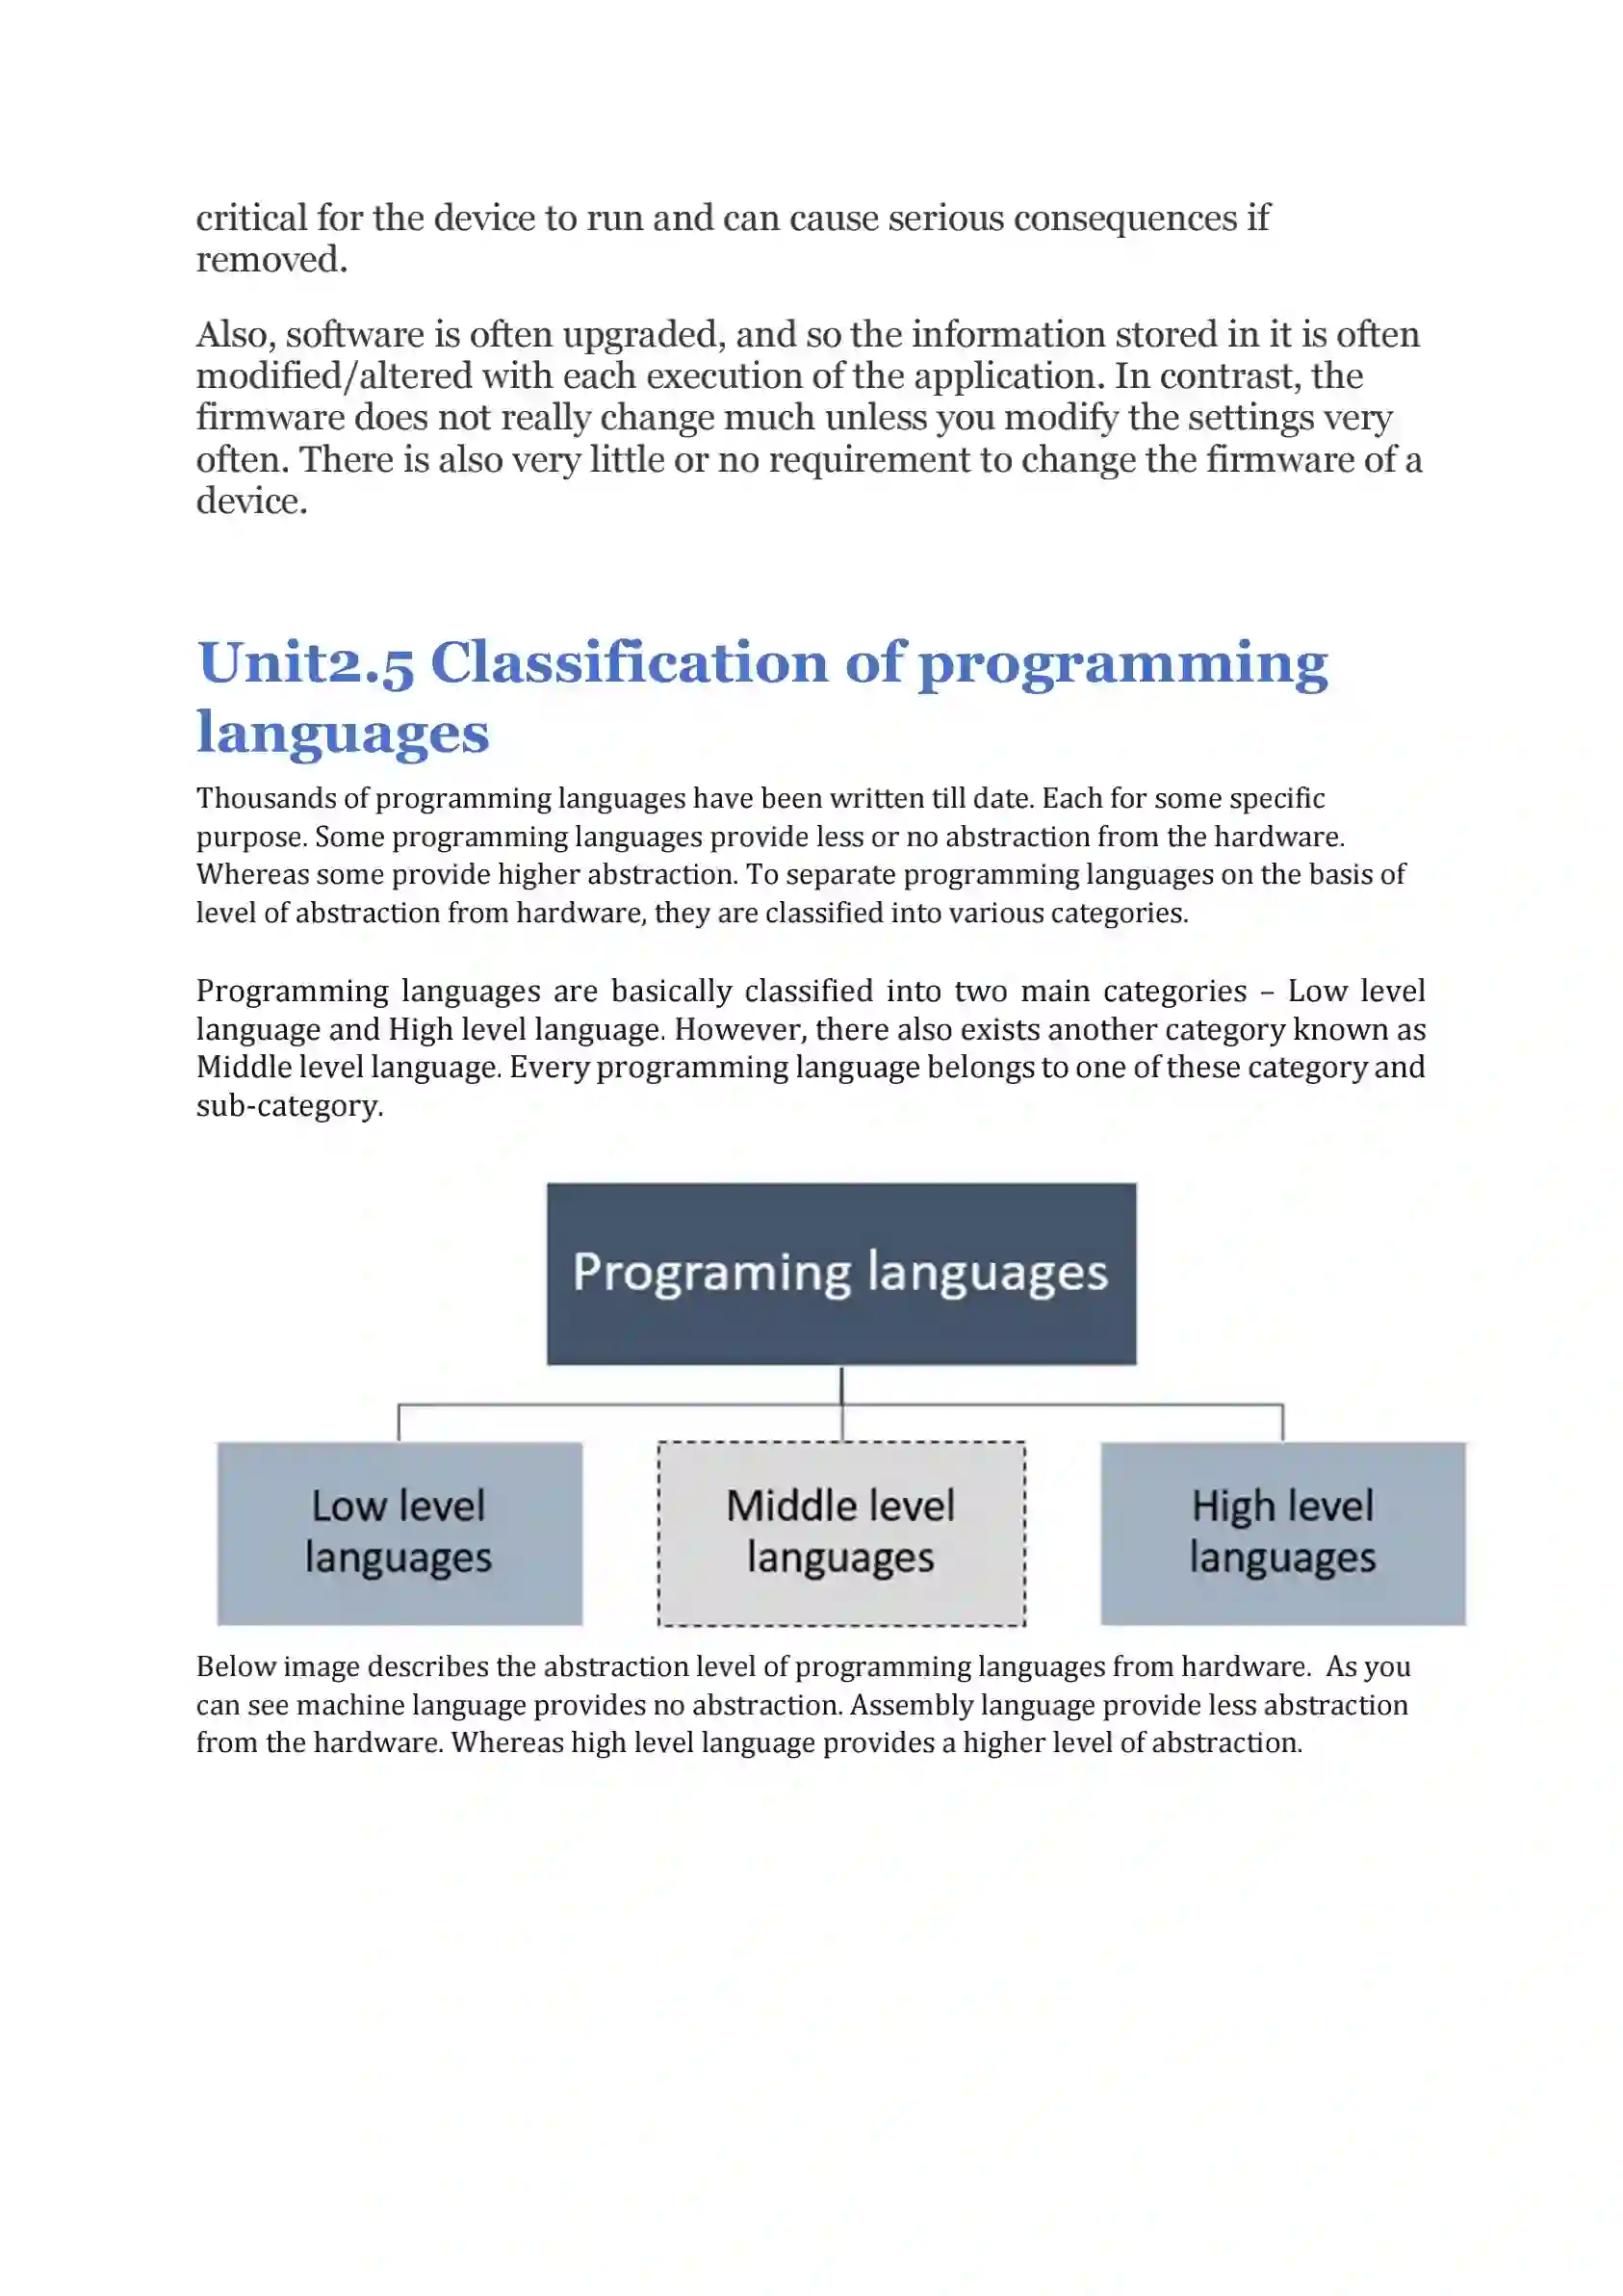 critical for the device to run and can cause serious consequences if
removed.
Also, software is often upgraded, and so the information stored in it is often
modified/altered with each execution of the application. In contrast, the
firmware does not really change much unless you modify the settings very
often. There is also very little or no requirement to change the firmware of a
device.
Unit2.5 Classification of programming
languages
Thousands of programming languages have been written till date. Each for some specific
purpose. Some programming languages provide less or no abstraction from the hardware.
Whereas some provide higher abstraction. To separate programming languages on the basis of
level of abstraction from hardware, they are classified into various categories.
Programming languages are basically classified into two main categories – Low level
language and High level language. However, there also exists another category known as
Middle level language. Every programming language belongs to one of these category and
sub-category.
Programing languages
Low level
languages
Middle level
languages
High level
languages
Below image describes the abstraction level of programming languages from hardware.  As you
can see machine language provides no abstraction. Assembly language provide less abstraction
from the hardware. Whereas high level language provides a higher level of abstraction.